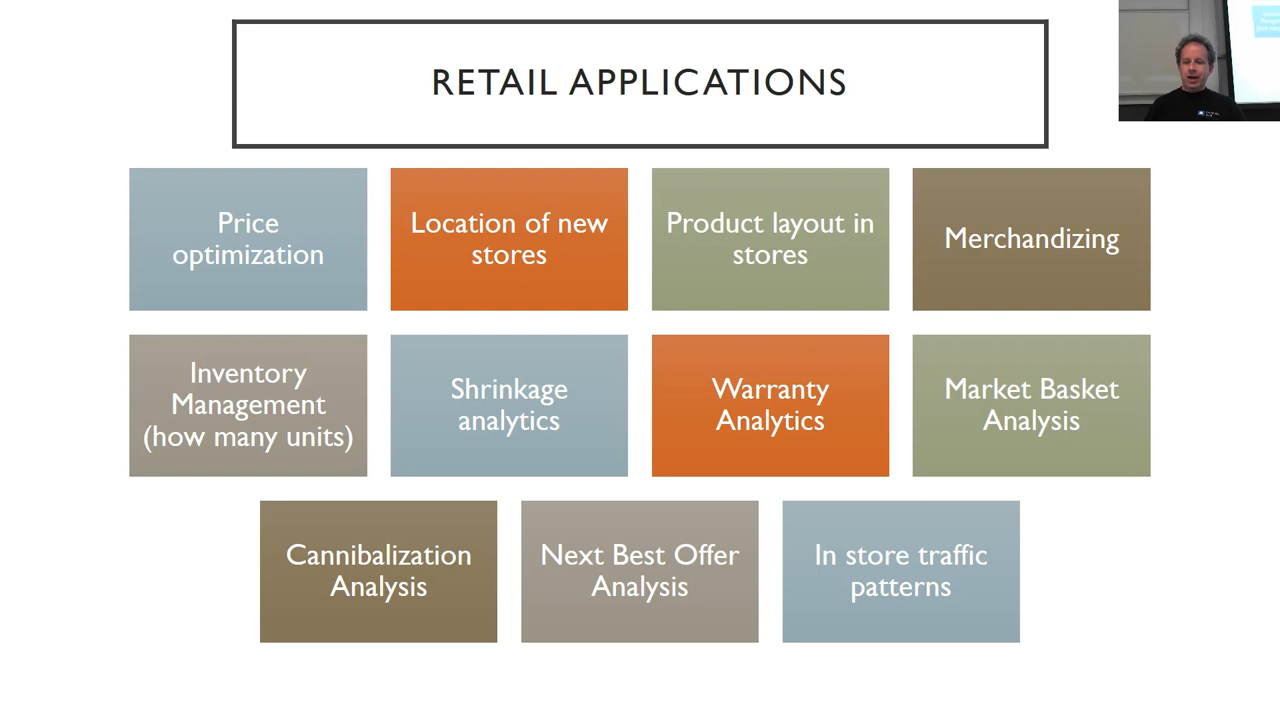 RETAIL APPLICATIONS
Price
optimization
Location of new
stores
Product layout in
stores
Merchandizing
Inventory
Management
(how many units)
Shrinkage
analytics
Warranty
Analytics
Market Basket
Analysis
Cannibalization
Analysis
Next Best Offer
Analysis
In store traffic
patterns